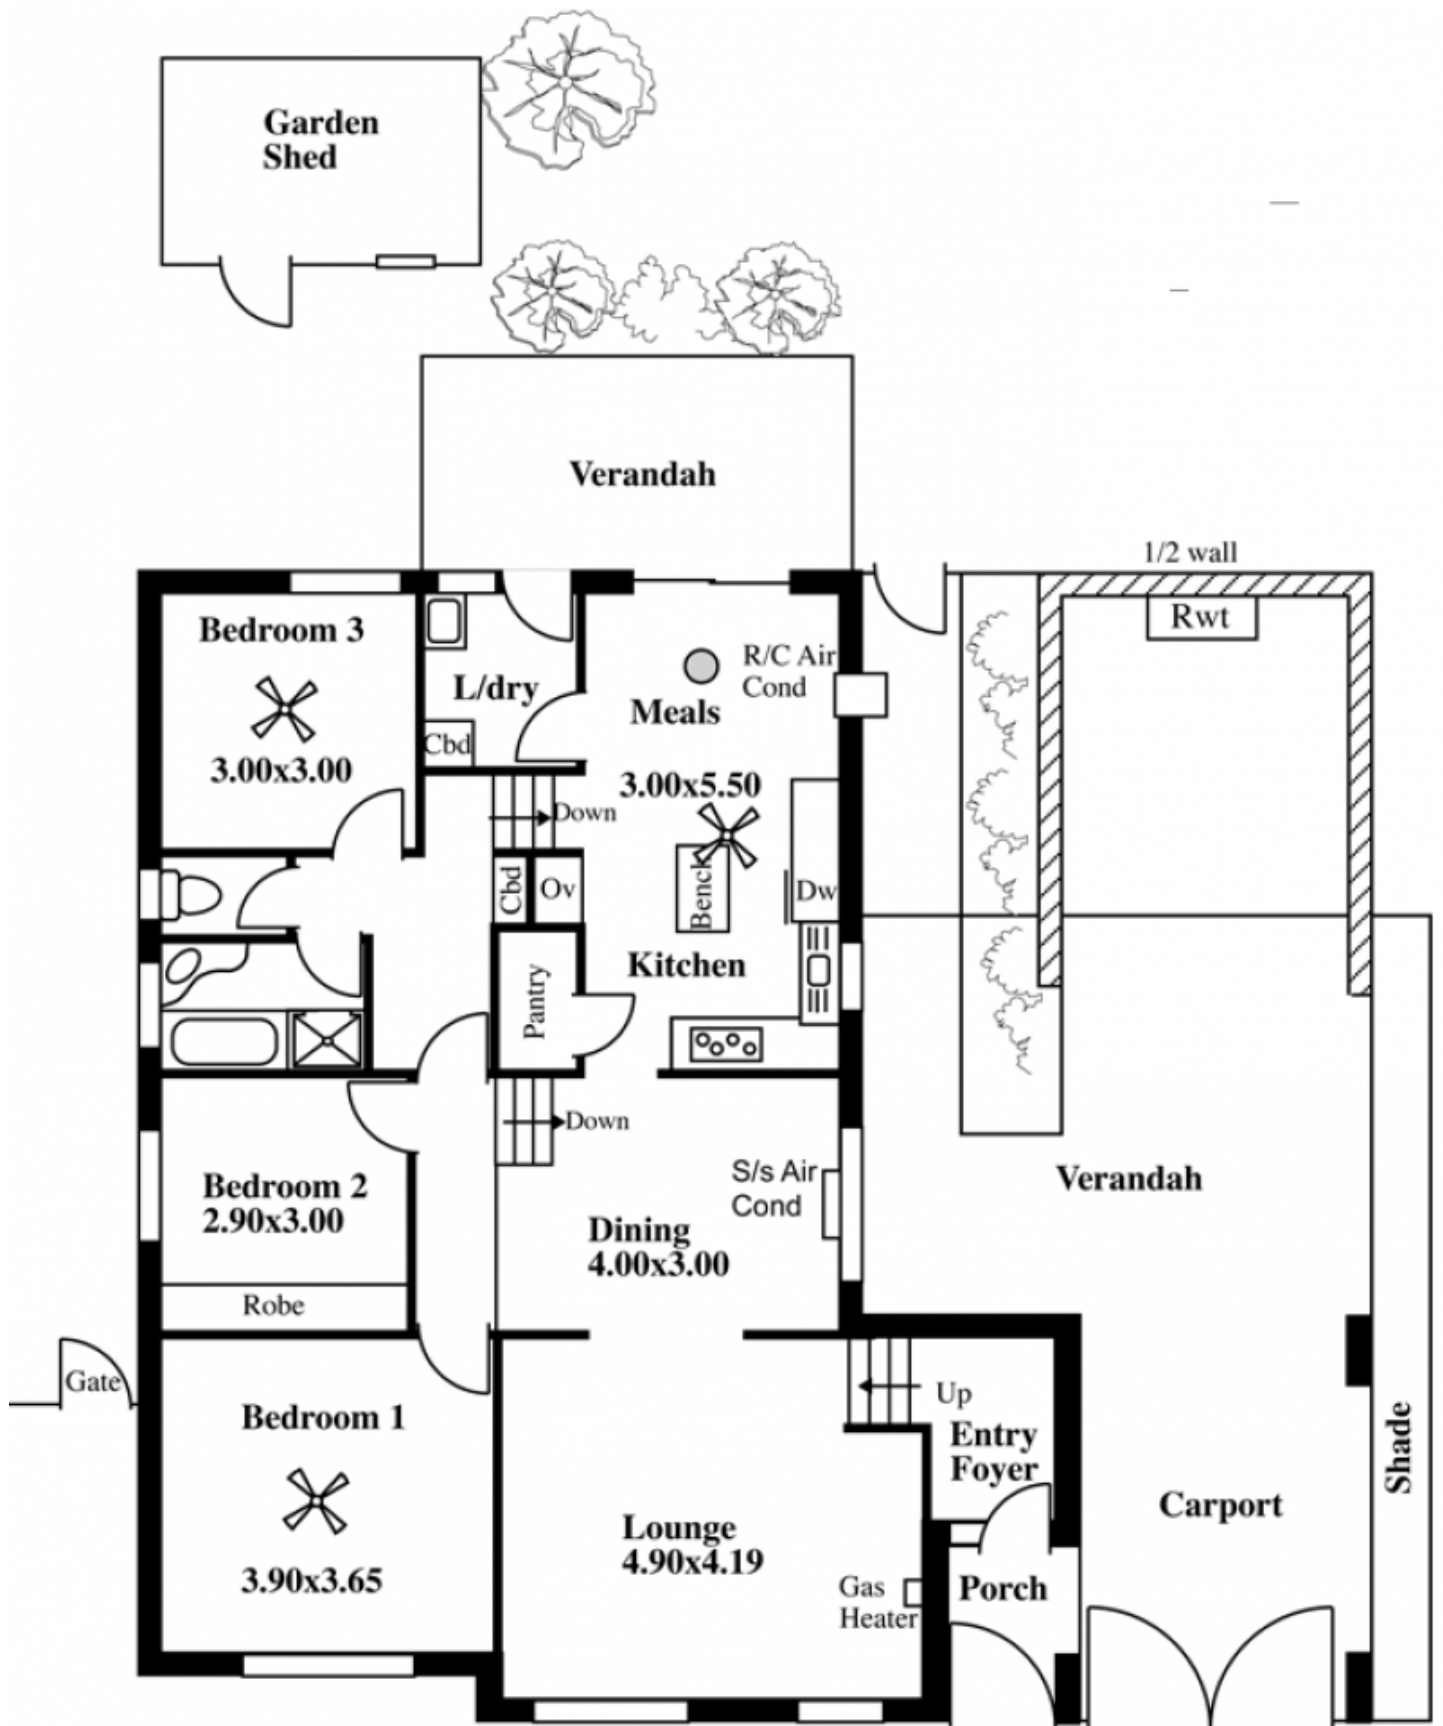 Garden
Shed
Verandah
1/2 wall
Rwt
Bedroom 3
3.00x3.00
L/dry
Cbd
R/C Air
Cond
Meals
3.00x5.50
Down
Cbd
Ov
Bench
Dw
Kitchen
Pantry
Down
Bedroom 2
2.90x3.00
Robe
S/s Air
Cond
Dining
4.00x3.00
Verandah
Gate
Bedroom 1
3.90x3.65
Up
Entry
Foyer
Lounge
4.90x4.19
Gas
Heater
Porch
Carport
Shade